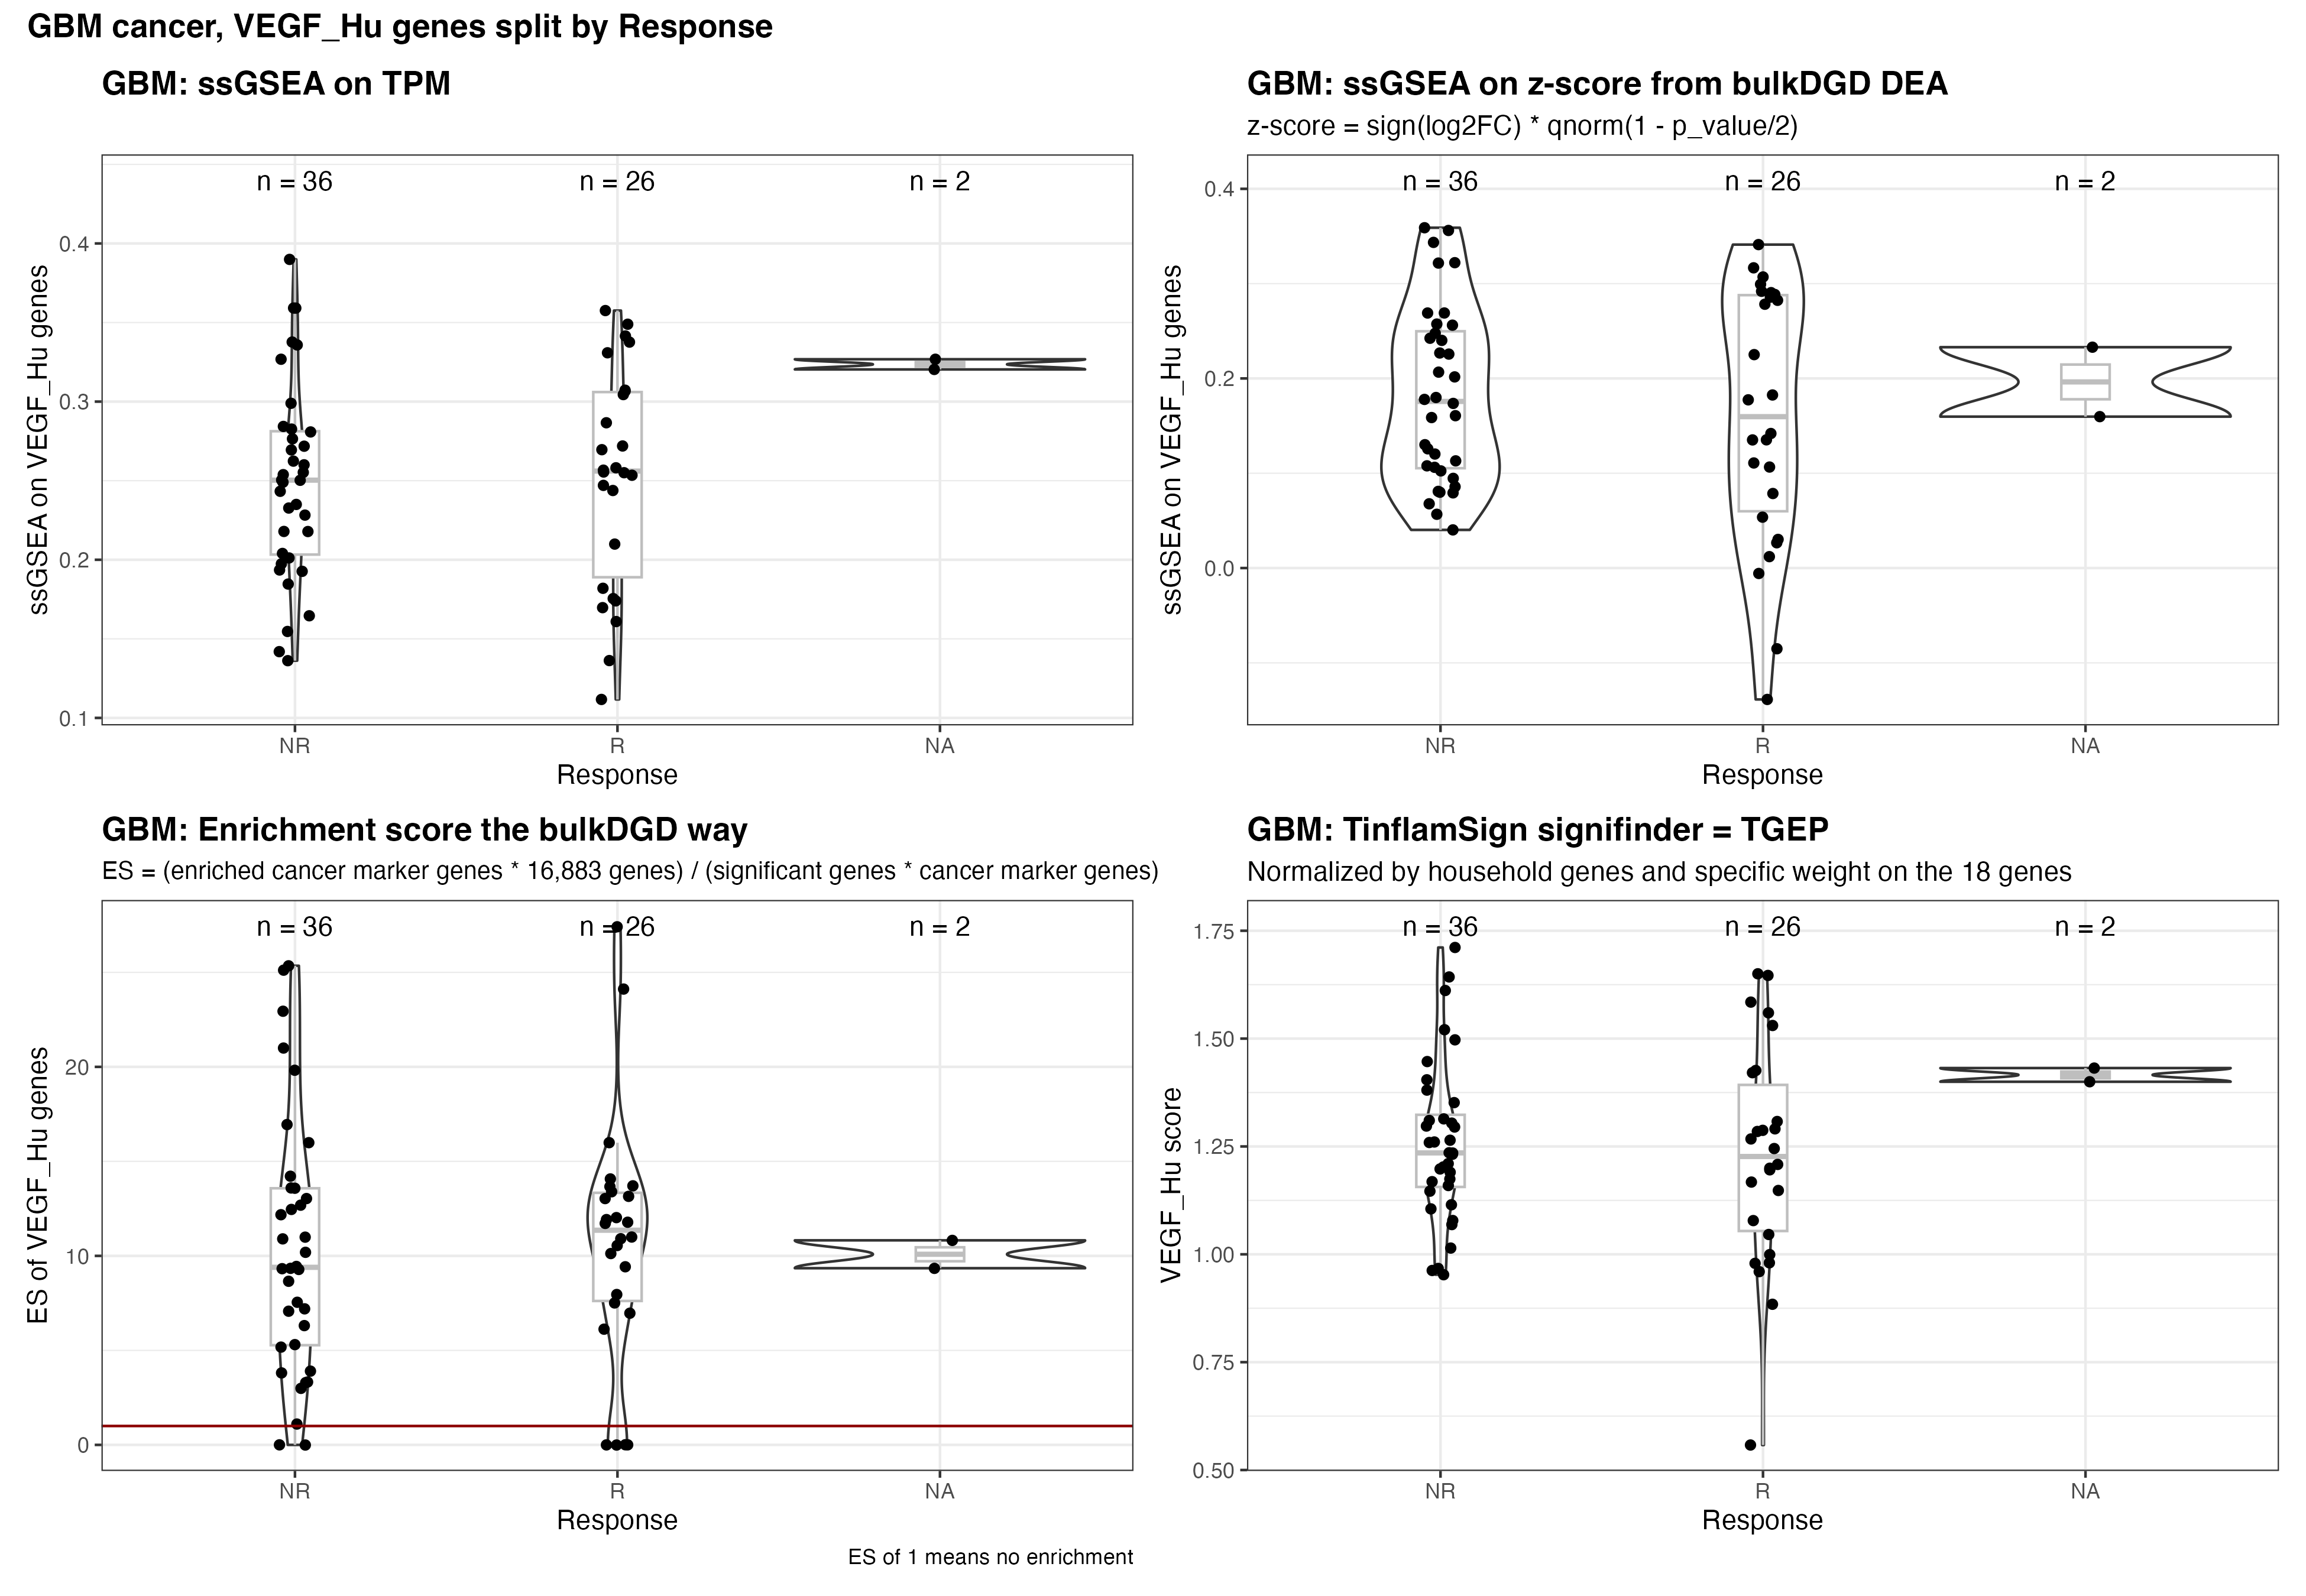 GBM cancer, VEGF_Hu genes split by Response
GBM: ssGSEA on TPM
n = 36
n = 26
n = 2
ssGSEA on VEGF_Hu genes
0.4
0.3
0.2
0.1
NR
R
NA
Response
GBM: ssGSEA on z-score from bulkDGD DEA
z-score = sign(log2FC) * qnorm(1 - p_value/2)
n = 36
n = 26
n = 2
ssGSEA on VEGF_Hu genes
0.4
0.2
0.0
NR
R
NA
Response
GBM: Enrichment score the bulkDGD way
ES = (enriched cancer marker genes * 16,883 genes) / (significant genes * cancer marker genes)
n = 36
n = 26
n = 2
ES of VEGF_Hu genes
20
10
0
NR
R
NA
Response
ES of 1 means no enrichment
GBM: TinflamSign signifinder = TGEP
Normalized by household genes and specific weight on the 18 genes
n = 36
n = 26
n = 2
VEGF_Hu score
1.75
1.50
1.25
1.00
0.75
0.50
NR
R
NA
Response